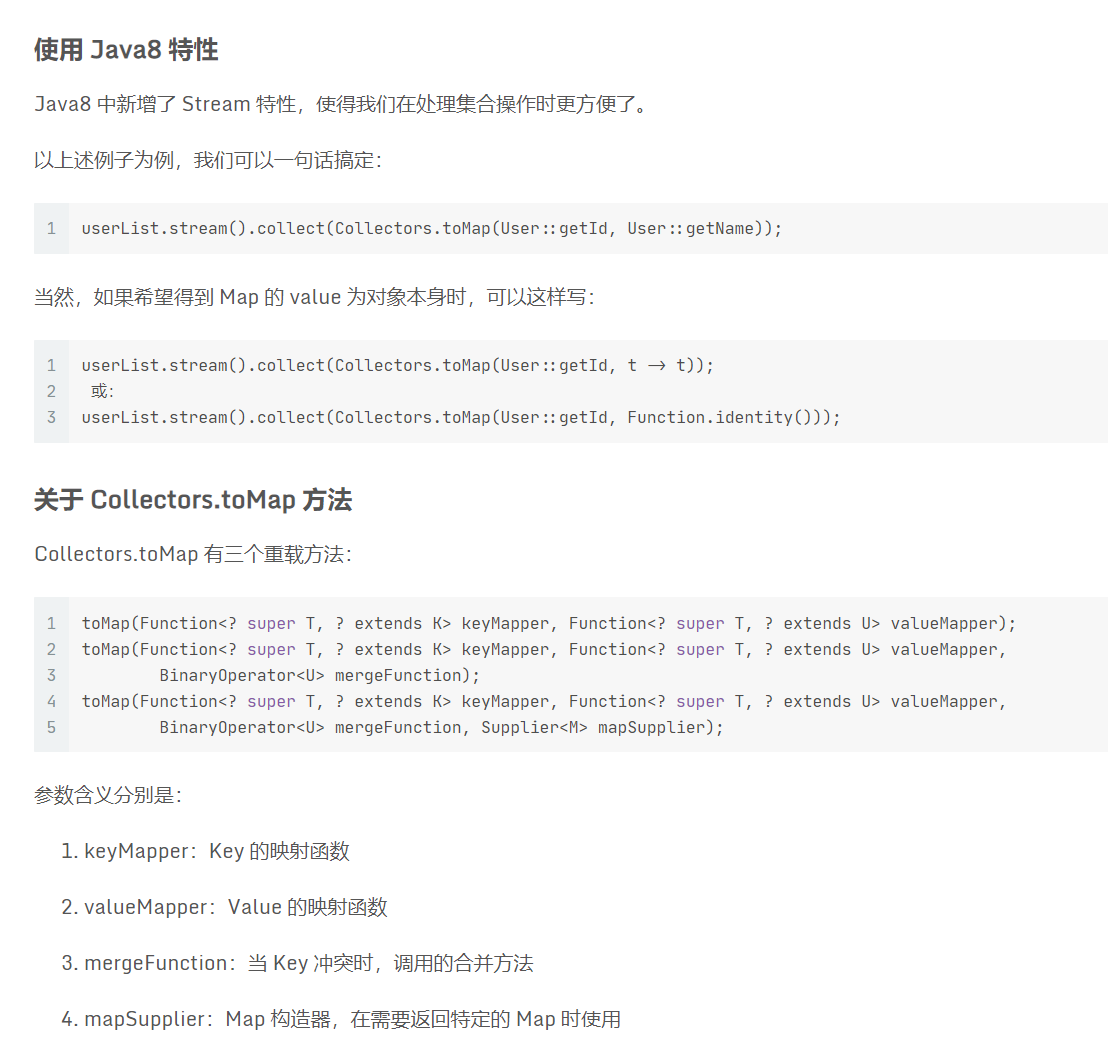 使用 Java8 特性
Java8 中新增了 Stream 特性，使得我们在处理集合操作时更方便了。
以上述例子为例，我们可以一句话搞定：
1 userList.stream().collect(Collectors.toMap(User::getId, User::getName));
当然，如果希望得到 Map 的 value 为对象本身时，可以这样写：
1 userList.stream().collect(Collectors.toMap(User::getId, t -> t));
2  或：
3 userList.stream().collect(Collectors.toMap(User::getId, Function.identity()));
关于 Collectors.toMap 方法
Collectors.toMap 有三个重载方法：
1 toMap(Function<? super T, ? extends K> keyMapper, Function<? super T, ? extends U> valueMapper);
2 toMap(Function<? super T, ? extends K> keyMapper, Function<? super T, ? extends U> valueMapper,
3         BinaryOperator<U> mergeFunction);
4 toMap(Function<? super T, ? extends K> keyMapper, Function<? super T, ? extends U> valueMapper,
5         BinaryOperator<U> mergeFunction, Supplier<M> mapSupplier);
参数含义分别是：
1. keyMapper：Key 的映射函数
2. valueMapper：Value 的映射函数
3. mergeFunction：当 Key 冲突时，调用的合并方法
4. mapSupplier：Map 构造器，在需要返回特定的 Map 时使用